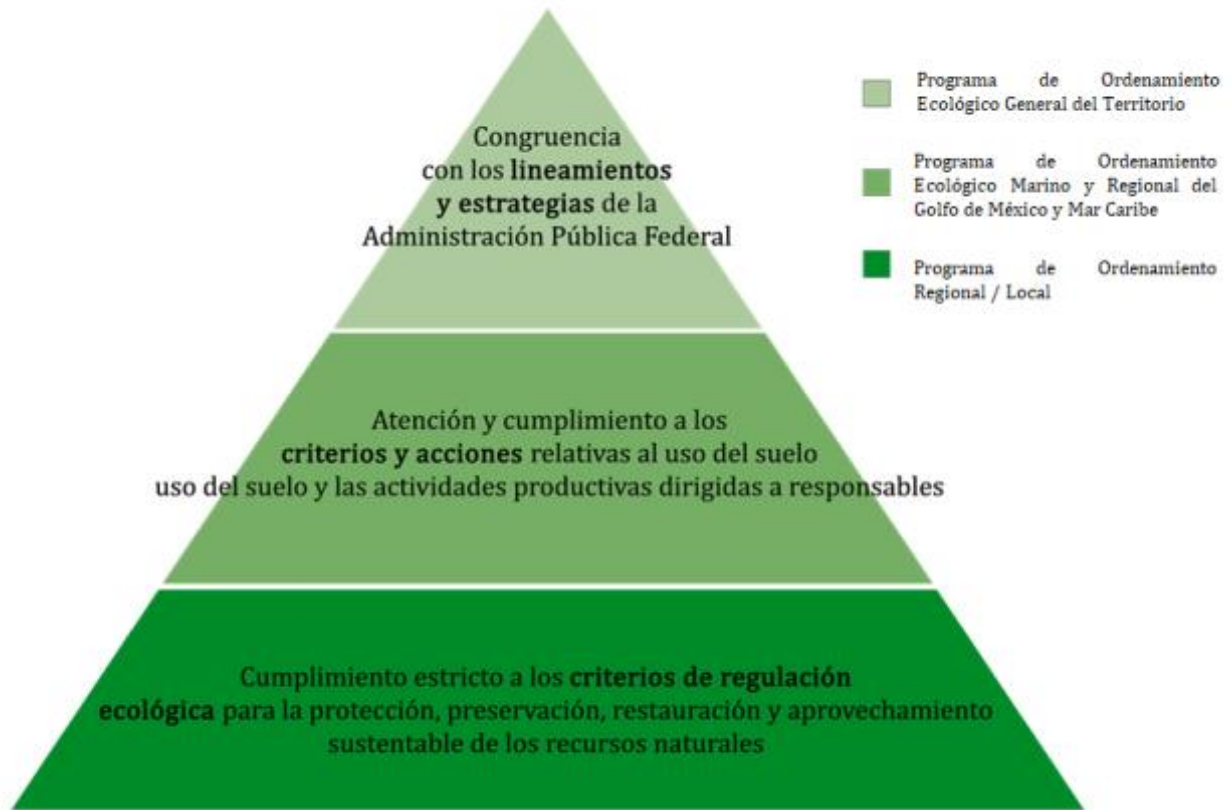 Congruencia
con los lineamientos
y estrategias de la
Administración Pública Federal
Atención y cumplimiento a los
criterios y acciones relativas al uso del suelo
uso del suelo y las actividades productivas dirigidas a responsables
Cumplimiento estricto a los criterios de regulación
ecológica para la protección, preservación, restauración y aprovechamiento
sustentable de los recursos naturales
Programa de Ordenamiento
Ecológico General del Territorio
Programa de Ordenamiento
Ecológico Marino y Regional del
Golfo de México y Mar Caribe
Programa de Ordenamiento
Regional / Local